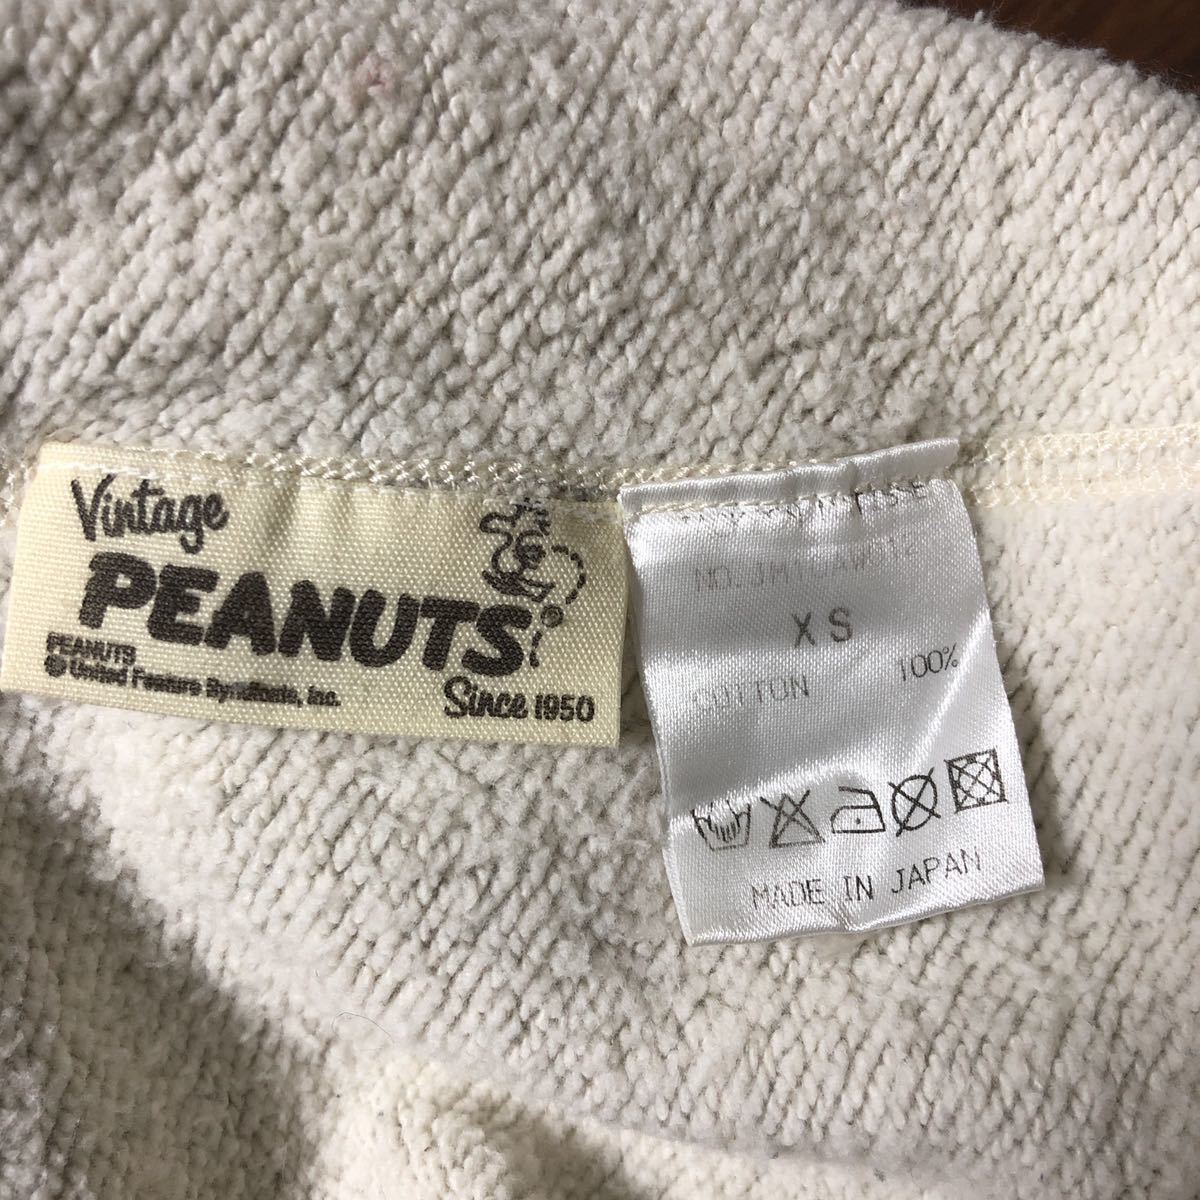 Vintage
PEANUTS
PEANUTS
© United Feature Syndicate, Inc.
Since 1950
XS
COTTON 100%
MADE IN JAPAN